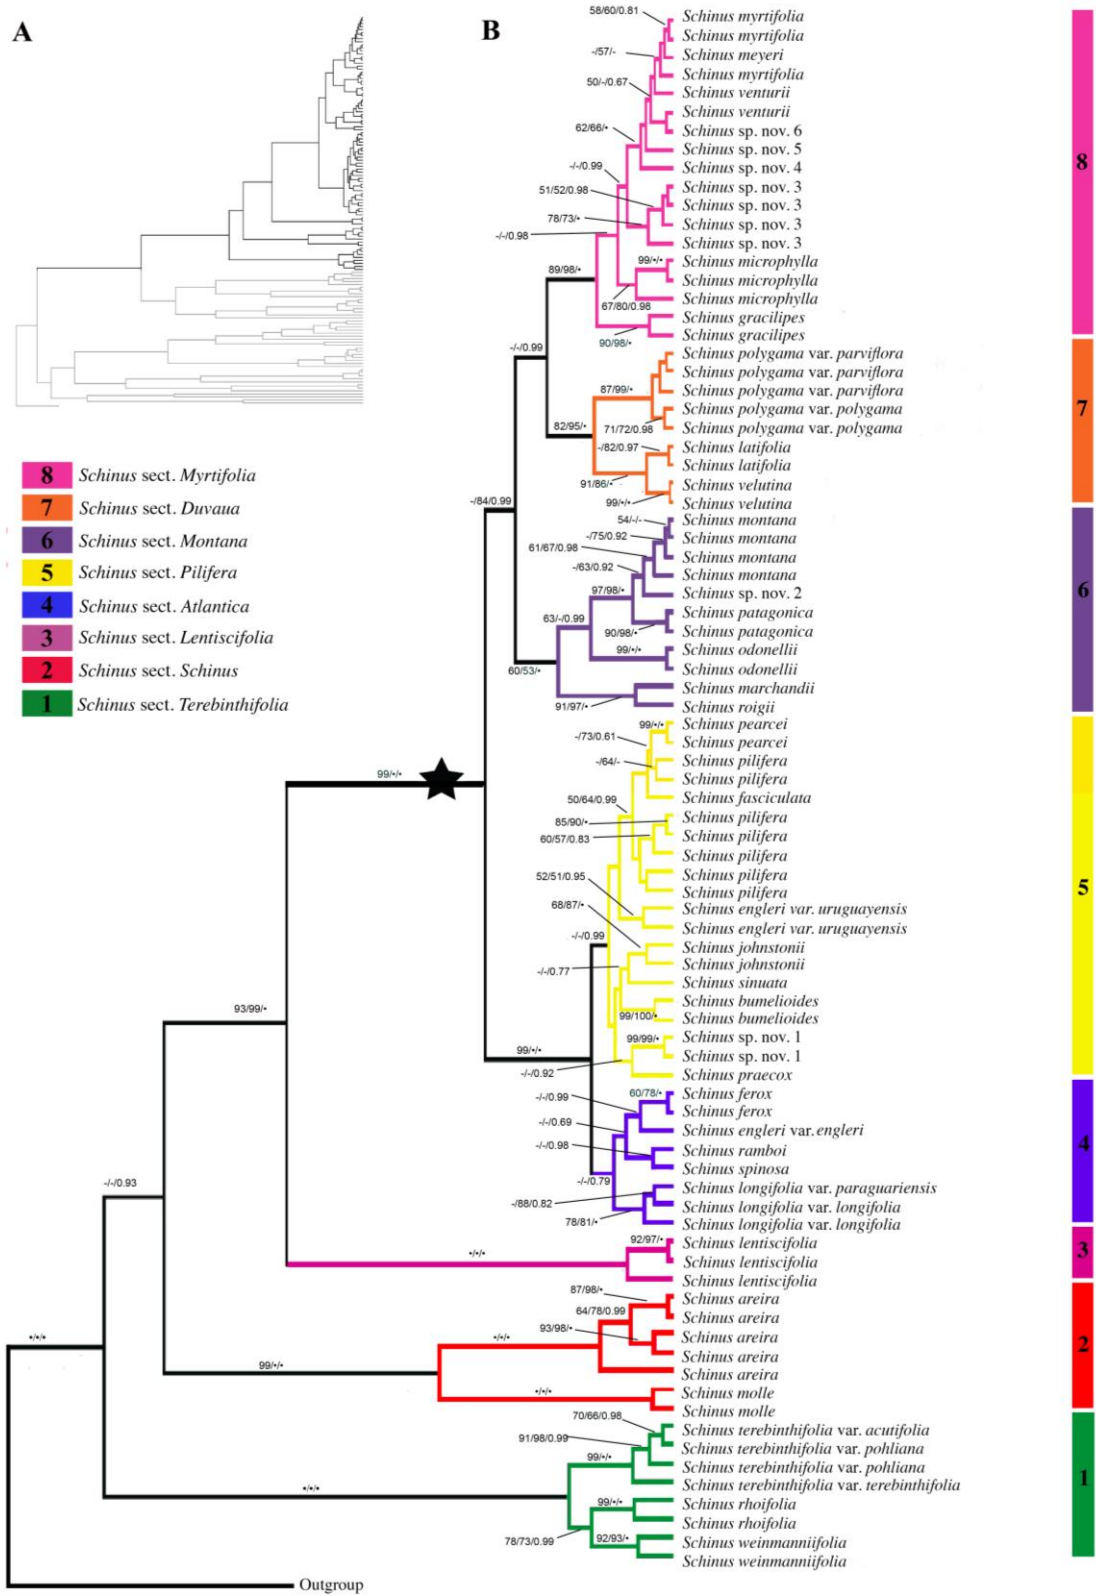 A
B
58/60/0.81
Schinus myrtifolia
Schinus myrtifolia
-/57/-
Schinus meyeri
Schinus myrtifolia
50/-/0.67
Schinus venturii
Schinus venturii
62/66/•
Schinus sp. nov. 6
Schinus sp. nov. 5
-/-/0.99
Schinus sp. nov. 4
51/52/0.98
Schinus sp. nov. 3
Schinus sp. nov. 3
78/73/•
Schinus sp. nov. 3
-/-/0.98
Schinus sp. nov. 3
99/•/•
Schinus microphylla
89/98/•
Schinus microphylla
67/80/0.98
Schinus microphylla
Schinus gracilipes
90/98/•
Schinus gracilipes
8
-/-/0.99
Schinus polygama var. parviflora
Schinus polygama var. parviflora
87/99/•
Schinus polygama var. parviflora
Schinus polygama var. polygama
82/95/•
71/72/0.98
Schinus polygama var. polygama
-/82/0.97
Schinus latifolia
Schinus latifolia
91/86/•
Schinus velutina
99/•/•
Schinus velutina
7
-/84/0.99
54/-/-
Schinus montana
-/75/0.92
Schinus montana
61/67/0.98
Schinus montana
-/63/0.92
Schinus montana
97/98/•
Schinus sp. nov. 2
63/-/0.99
Schinus patagonica
90/98/•
Schinus patagonica
99/•/•
Schinus odonellii
60/53/•
Schinus odonellii
Schinus marchandii
91/97/•
Schinus roigii
6
8 Schinus sect. Myrtifolia
7 Schinus sect. Duvaua
6 Schinus sect. Montana
5 Schinus sect. Pilifera
4 Schinus sect. Atlantica
3 Schinus sect. Lentiscifolia
2 Schinus sect. Schinus
1 Schinus sect. Terebinthifolia
99/•/•
99/•/•
Schinus pearcei
-/73/0.61
Schinus pearcei
-/64/-
Schinus pilifera
Schinus pilifera
50/64/0.99
Schinus fasciculata
85/90/•
Schinus pilifera
60/57/0.83
Schinus pilifera
Schinus pilifera
52/51/0.95
Schinus pilifera
Schinus pilifera
68/87/•
Schinus engleri var. uruguayensis
Schinus engleri var. uruguayensis
-/-/0.99
Schinus johnstonii
-/-/0.77
Schinus johnstonii
Schinus sinuata
Schinus bumelioides
99/100/•
Schinus bumelioides
99/99/•
Schinus sp. nov. 1
99/•/•
Schinus sp. nov. 1
-/-/0.92
Schinus praecox
5
93/99/•
-/-/0.99
60/78/•
Schinus ferox
Schinus ferox
-/-/0.69
Schinus engleri var. engleri
-/-/0.98
Schinus ramboi
Schinus spinosa
-/-/0.79
Schinus longifolia var. paraguariensis
-/88/0.82
Schinus longifolia var. longifolia
78/81/•
Schinus longifolia var. longifolia
4
-/-/0.93
92/97/•
Schinus lentiscifolia
•/•/•
Schinus lentiscifolia
Schinus lentiscifolia
3
87/98/•
Schinus areira
64/78/0.99
Schinus areira
93/98/•
Schinus areira
•/•/•
Schinus areira
99/•/•
Schinus areira
•/•/•
Schinus molle
Schinus molle
2
•/•/•
70/66/0.98
Schinus terebinthifolia var. acutifolia
91/98/0.99
Schinus terebinthifolia var. pohliana
99/•/•
Schinus terebinthifolia var. pohliana
Schinus terebinthifolia var. terebinthifolia
•/•/•
99/•/•
Schinus rhoifolia
Schinus rhoifolia
78/73/0.99
92/93/•
Schinus weinmanniifolia
Schinus weinmanniifolia
1
Outgroup